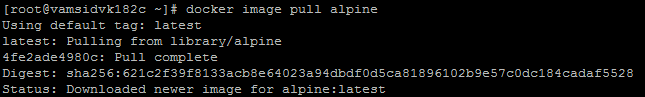 [root@vamsidvk182c ~]# docker image pull alpine
Using default tag: latest
latest: Pulling from library/alpine
4fe2ade4980c: Pull complete
Digest: sha256:621c2f39f8133acb8e64023a94dbdf0d5ca81896102b9e57c0dc184cadaf5528
Status: Downloaded newer image for alpine:latest